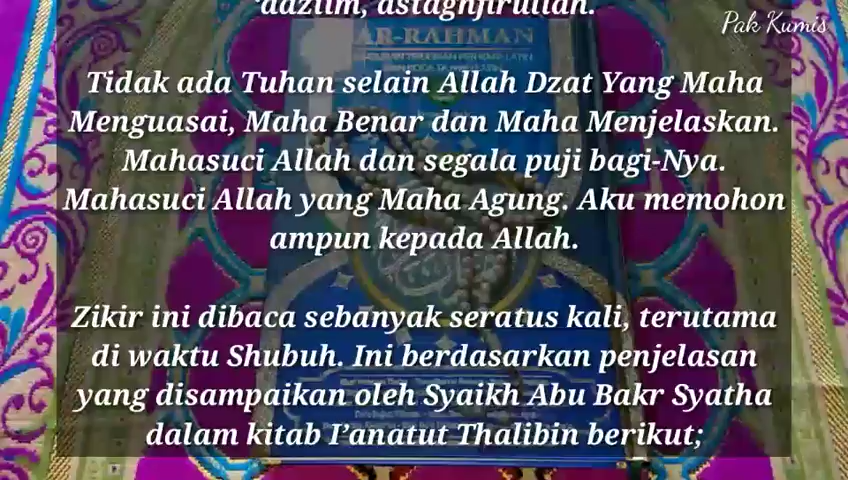 'adziim, astaghfirullah.
Pak Kumis
AR-RAHMAN
Tidak ada Tuhan selain Allah Dzat Yang Maha
Menguasai, Maha Benar dan Maha Menjelaskan.
Mahasuci Allah dan segala puji bagi-Nya.
Mahasuci Allah yang Maha Agung. Aku memohon
ampun kepada Allah.
Zikir ini dibaca sebanyak seratus kali, terutama
di waktu Shubuh. Ini berdasarkan penjelasan
yang disampaikan oleh Syaikh Abu Bakr Syatha
dalam kitab I’anatut Thalibin berikut;